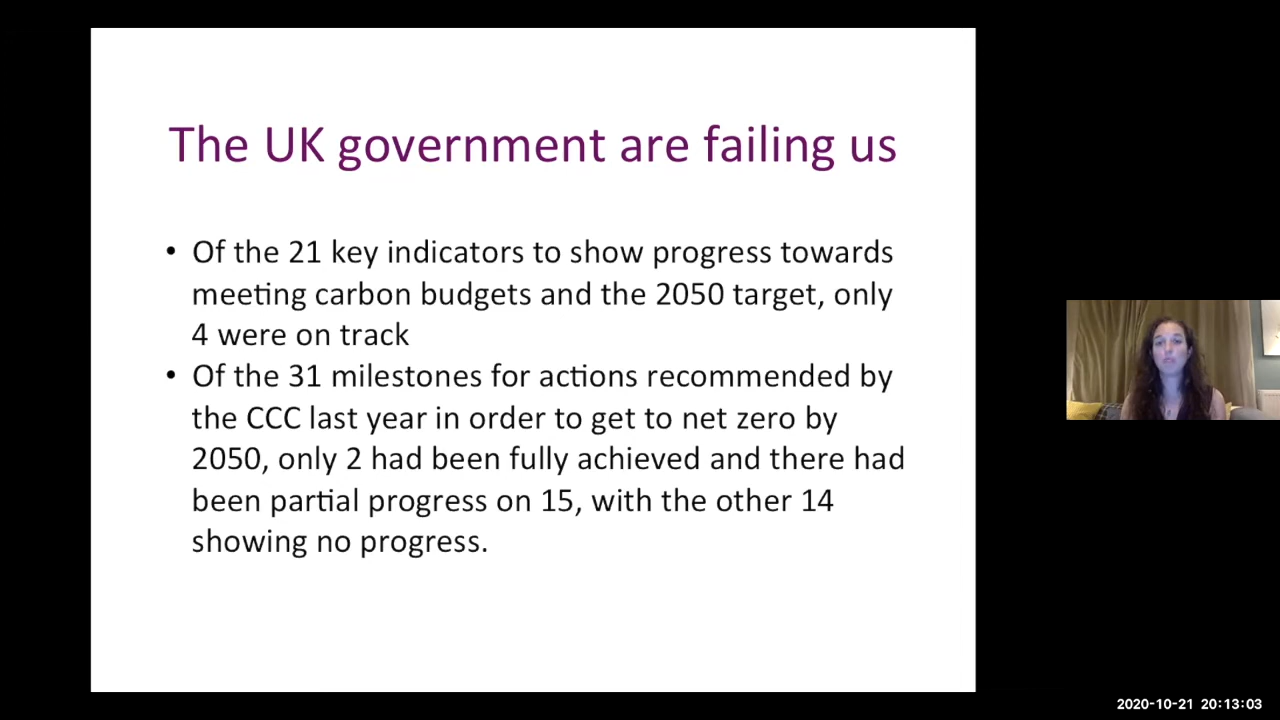 The UK government are failing us
• Of the 21 key indicators to show progress towards
meeting carbon budgets and the 2050 target, only
4 were on track
• Of the 31 milestones for actions recommended by
the CCC last year in order to get to net zero by
2050, only 2 had been fully achieved and there had
been partial progress on 15, with the other 14
showing no progress.
2020-10-21 20:13:03